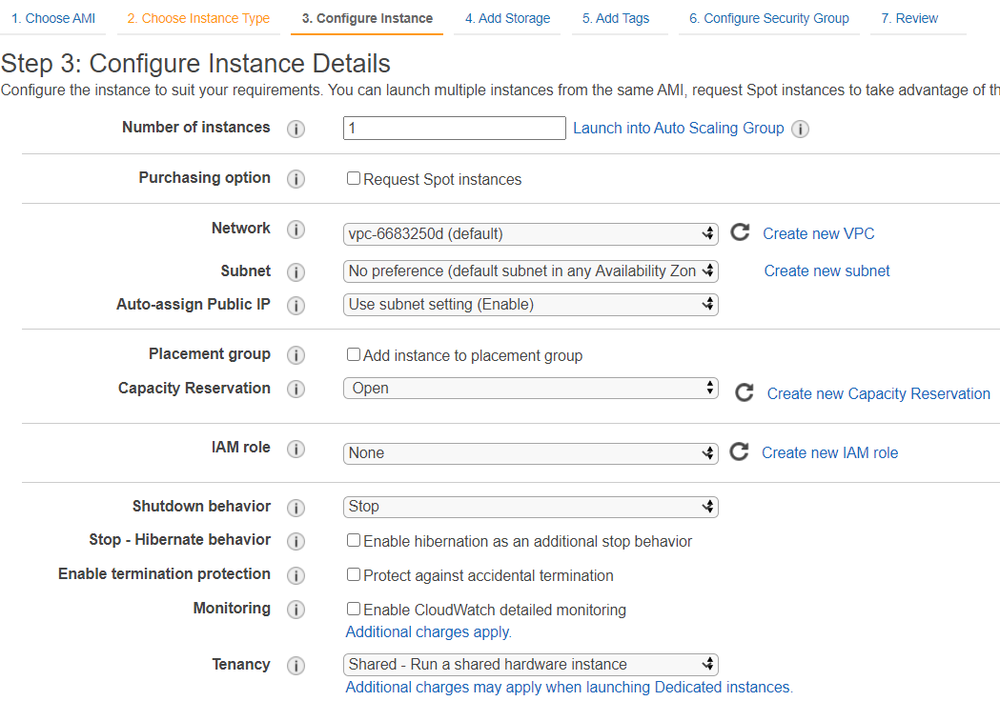 1. Choose AMI 2. Choose Instance Type 3. Configure Instance 4. Add Storage 5. Add Tags 6. Configure Security Group 7. Review
Step 3: Configure Instance Details
Configure the instance to suit your requirements. You can launch multiple instances from the same AMI, request Spot instances to take advantage of
Number of instances i 1 Launch into Auto Scaling Group i
Purchasing option i Request Spot instances
Network i vpc-6683250d (default) Create new VPC
Subnet i No preference (default subnet in any Availability Zon Create new subnet
Auto-assign Public IP i Use subnet setting (Enable)
Placement group i Add instance to placement group
Capacity Reservation i Open Create new Capacity Reservation
IAM role i None Create new IAM role
Shutdown behavior i Stop
Stop - Hibernate behavior i Enable hibernation as an additional stop behavior
Enable termination protection i Protect against accidental termination
Monitoring i Enable CloudWatch detailed monitoring
Additional charges apply.
Tenancy i Shared - Run a shared hardware instance
Additional charges may apply when launching Dedicated instances.